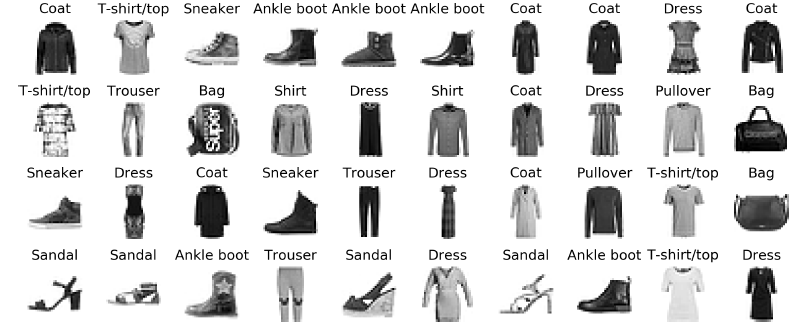 Coat T-shirt/top Sneaker Ankle boot Ankle boot Ankle boot Coat Coat Dress Coat
T-shirt/top Trouser Bag Shirt Dress Shirt Coat Dress Pullover Bag
Super
Sneaker Dress Coat Sneaker Trouser Dress Coat Pullover T-shirt/top Bag
Sandal Sandal Ankle boot Trouser Sandal Dress Sandal Ankle boot T-shirt/top Dress